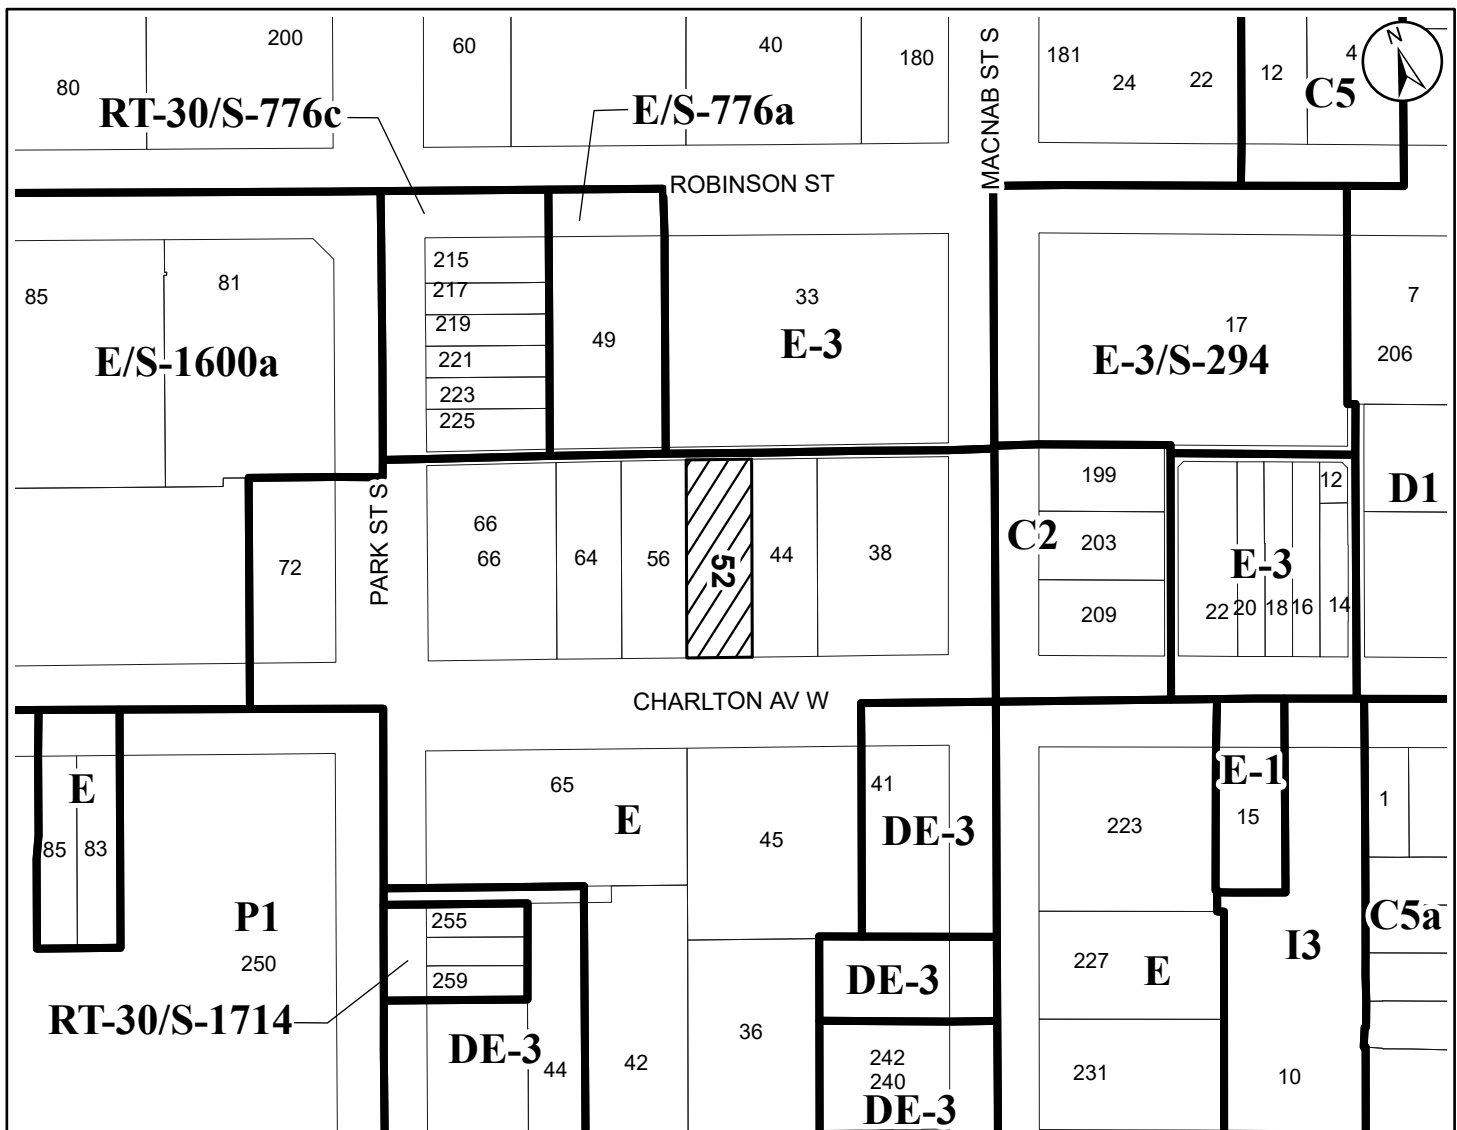 200
60
40
180
MACNAB ST S
181
24
22
12
4
N
80
RT-30/S-776c
E/S-776a
C5
ROBINSON ST
215
217
219
221
223
225
85
81
E/S-1600a
49
33
E-3
17
E-3/S-294
7
206
PARK ST S
72
66
66
64
56
52
44
38
C2
199
203
209
E-3
12
22
20
18
16
14
D1
CHARLTON AV W
E
85
83
P1
250
65
E
45
41
DE-3
223
E-1
15
1
C5a
255
259
RT-30/S-1714
DE-3
44
42
36
DE-3
242
240
DE-3
227
E
231
I3
10